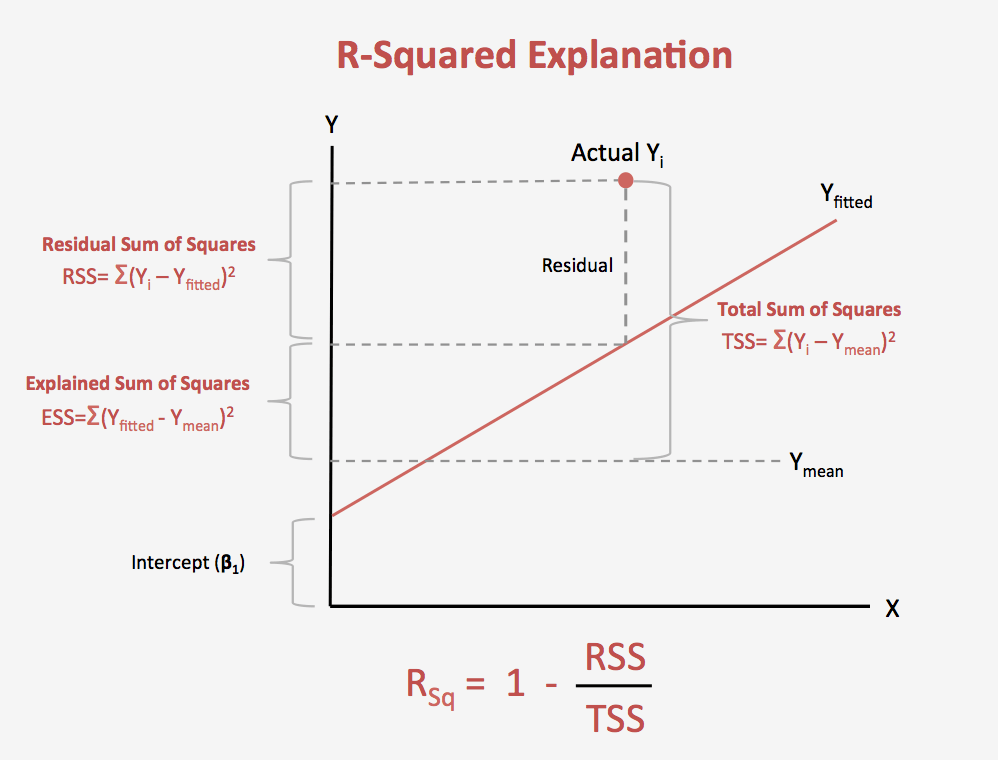 R-Squared Explanation
Y
Actual Yi
Yfitted
Residual Sum of Squares
RSS= Σ(Yi – Yfitted)2
Residual
Total Sum of Squares
TSS= Σ(Yi – Ymean)2
Explained Sum of Squares
ESS=Σ(Yfitted - Ymean)2
Ymean
Intercept (β1)
X
RSq = 1 - RSS
TSS